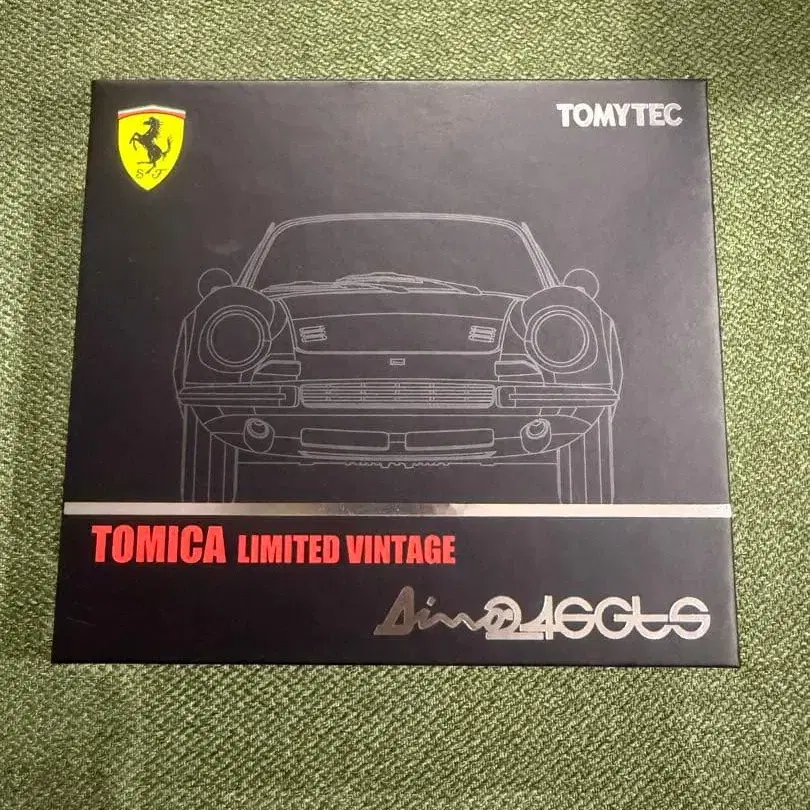 S F
TOMYTEC
TOMICA LIMITED VINTAGE
Dino 246GTS